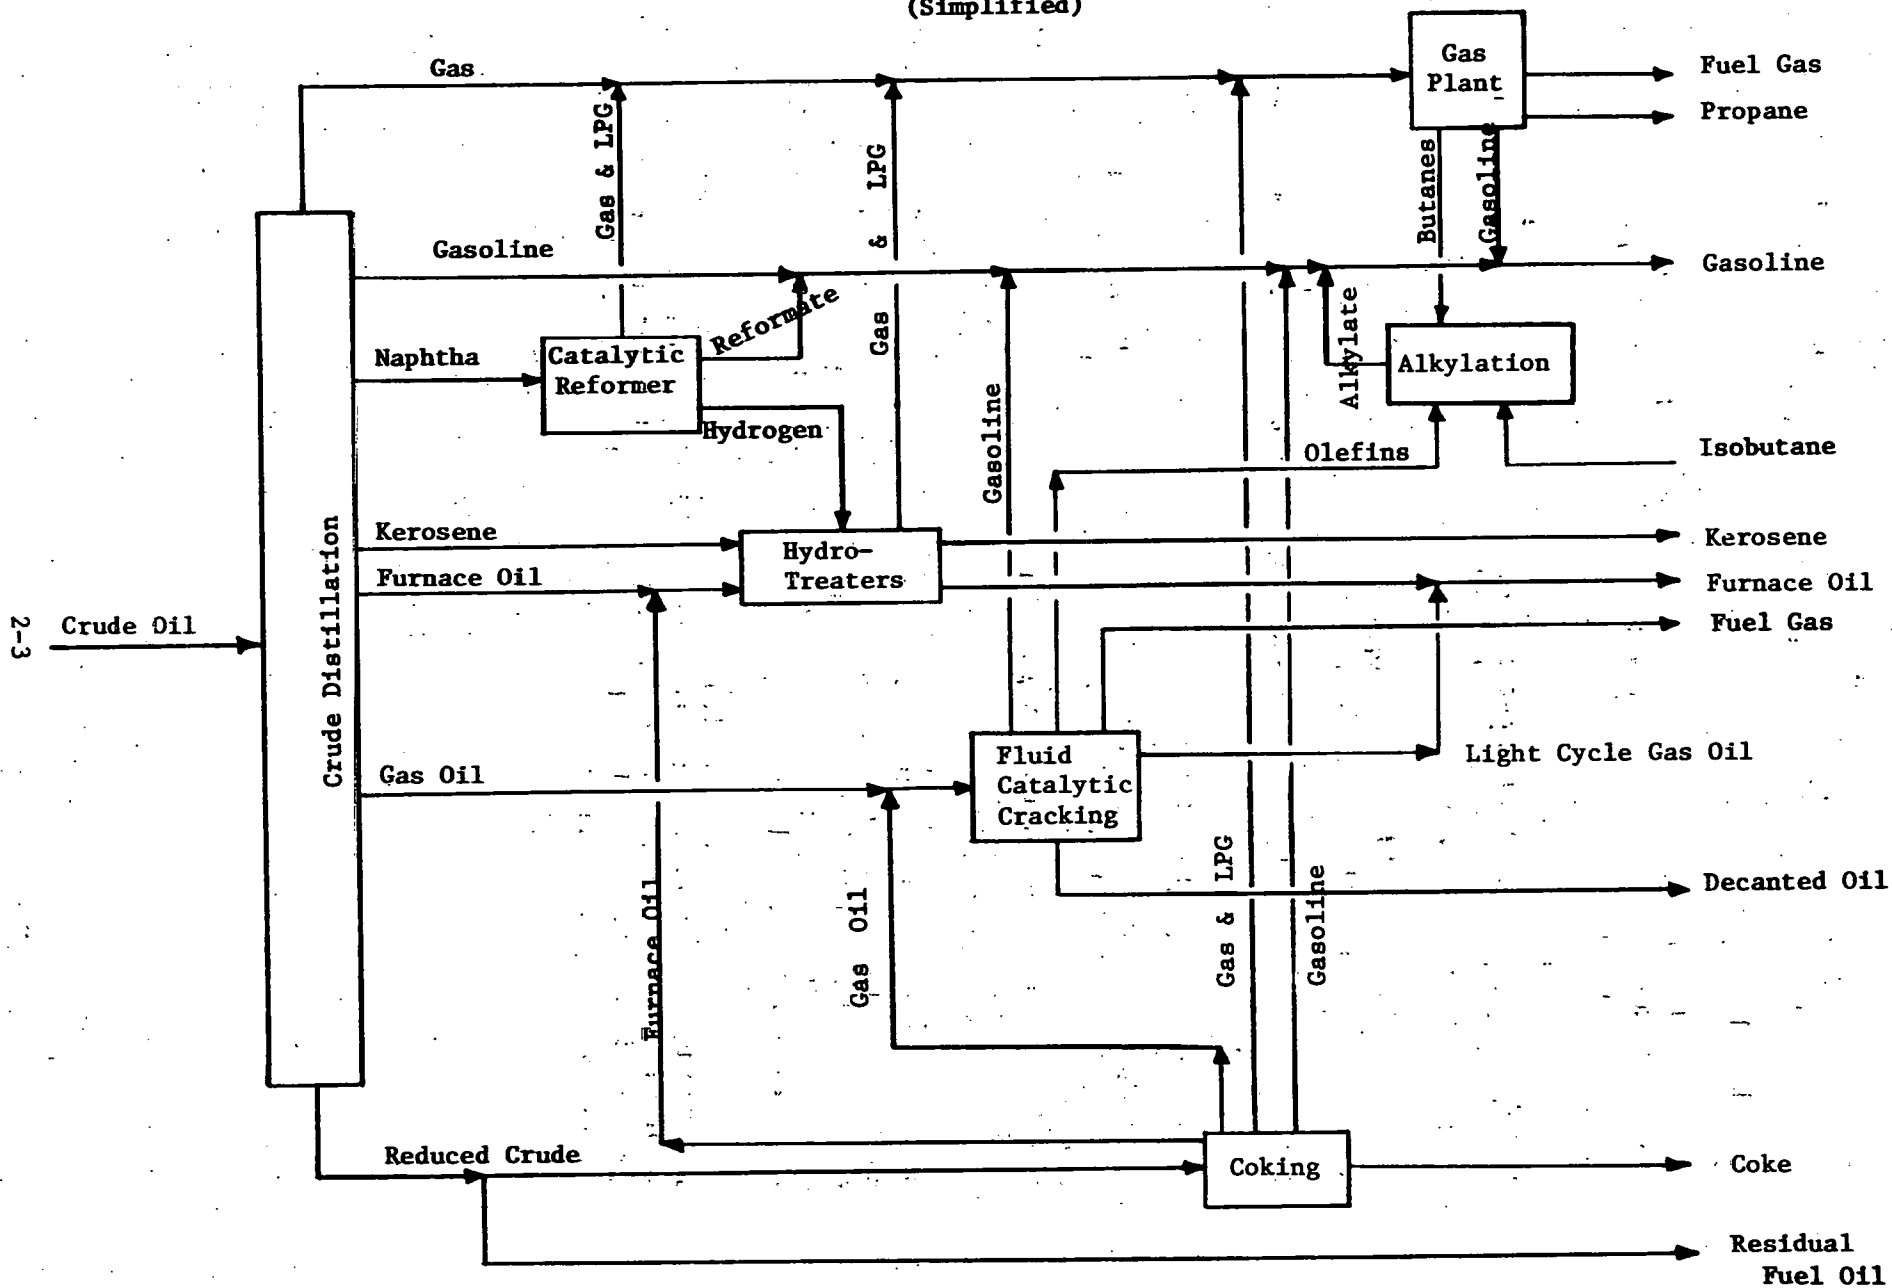 (Simplified)
Gas
Gas
Plant
Fuel Gas
Propane
Gas & LPG
Gas & LPG
Butanes
Gasoline
Gasoline
Gasoline
Naphtha
Catalytic
Reformer
Reformate
Hydrogen
Gasoline
Alkylate
Alkylation
Olefins
Isobutane
Kerosene
Hydro-
Treaters
Kerosene
Furnace Oil
Furnace Oil
Fuel Gas
2-3
Crude Oil
Crude Distillation
Gas Oil
Fluid
Catalytic
Cracking
Light Cycle Gas Oil
Furnace Oil
Gas Oil
Gas & LPG
Gasoline
Decanted Oil
Reduced Crude
Coking
Coke
Residual
Fuel Oil